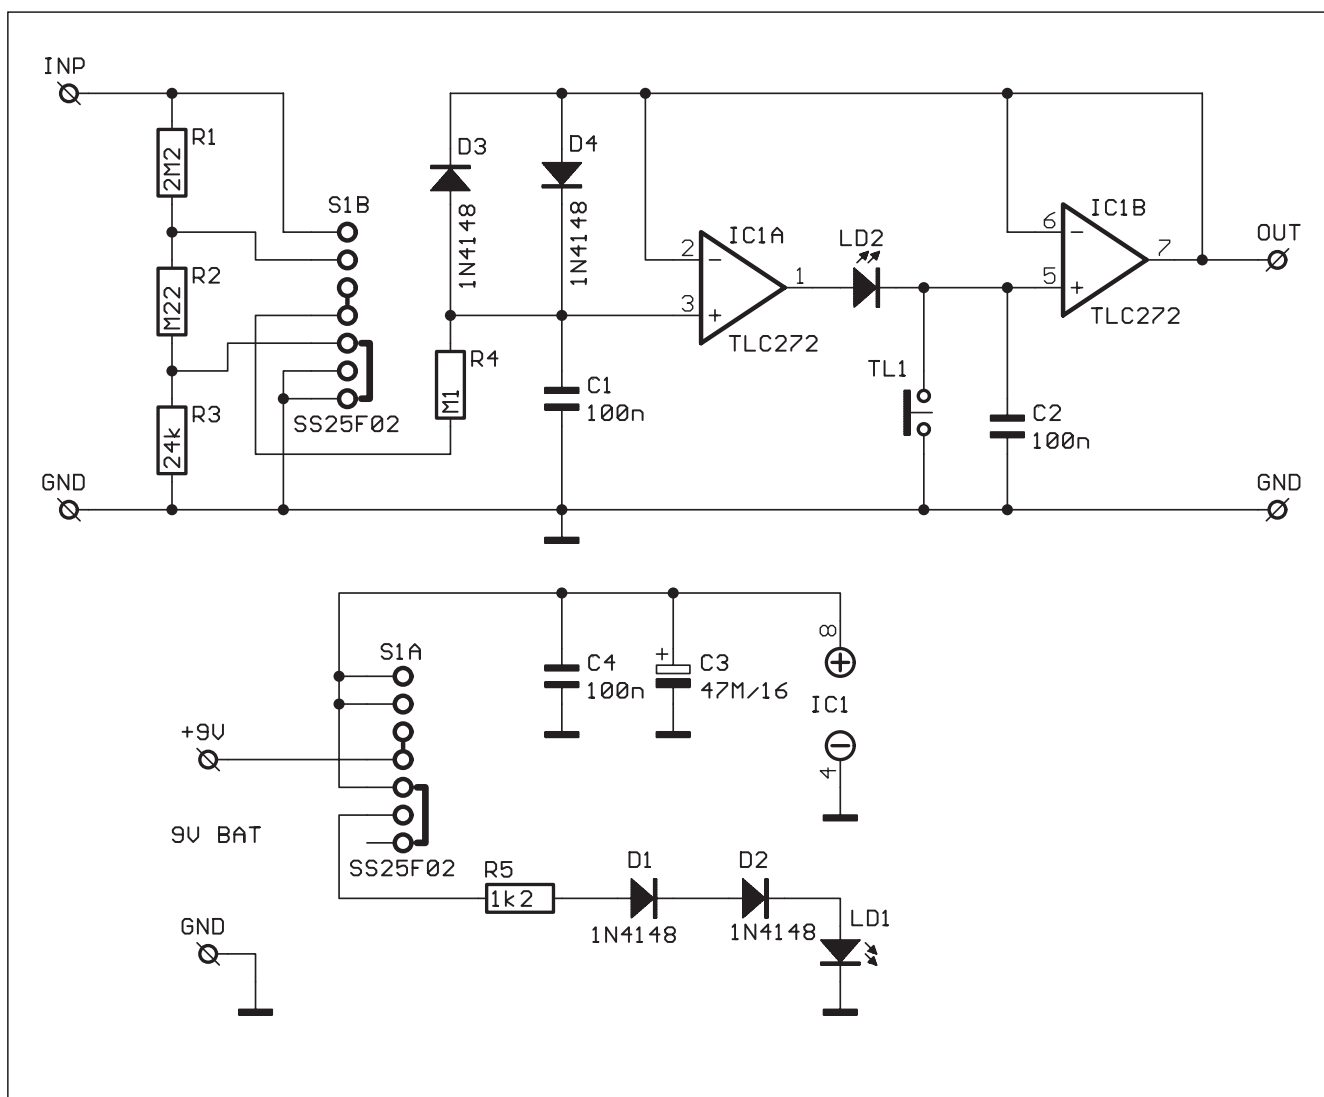 INP
R1
2M2
D3
D4
S1B
1N4148
1N4148
IC1A
LD2
IC1B
OUT
R2
M22
2
3
1
6
5
7
TLC272
TLC272
R4
M1
TL1
C1
100n
R3
24k
SS25F02
C2
100n
GND
GND
8
S1A
C4
100n
+
C3
47M/16
IC1
+9V
4
9V BAT
SS25F02
R5
1k2
D1
D2
1N4148
1N4148
LD1
GND